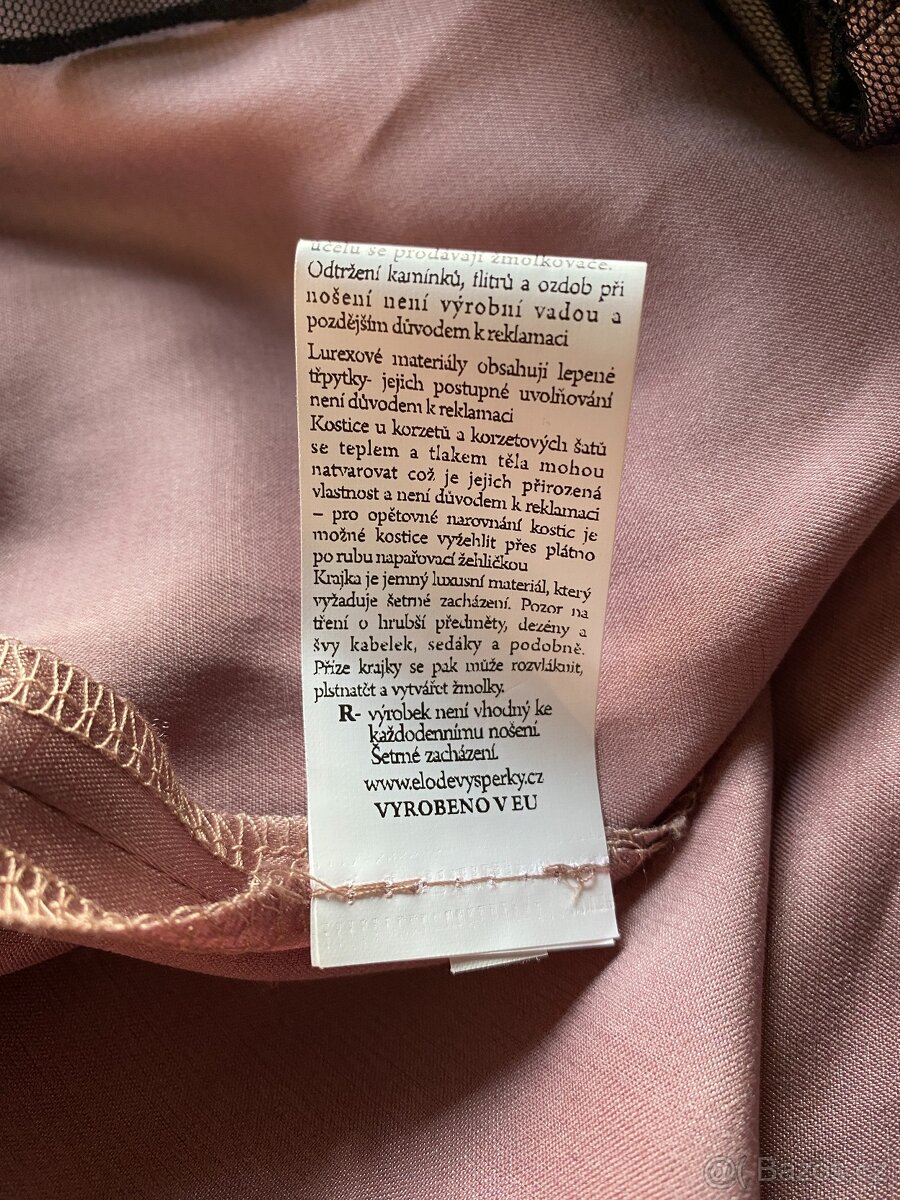 účelu se prodávají žmolkovače.
Odtržení kamínků, flitrů a ozdob při
nošení není výrobní vadou a
pozdějším důvodem k reklamaci
Lurexové materiály obsahují lepené
třpytky- jejich postupné uvolňování
není důvodem k reklamaci
Kostice u korzetů a korzetových šatů
se teplem a tlakem těla mohou
natvarovat což je jejich přirozená
vlastnost a není důvodem k reklamaci
– pro opětovné narovnání kostic je
možné kostice vyžehlit přes plátno
po rubu napařovací žehličkou
Krajka je jemný luxusní materiál, který
vyžaduje šetrné zacházení. Pozor na
tření o hrubší předměty, dezény a
švy kabelek, sedáky a podobně.
Příze krajky se pak může rozvláknit,
plstnatět a vytvářet žmolky.
R- výrobek není vhodný ke
každodennímu nošení.
Šetrné zacházení.
www.elodevysperky.cz
VYROBENO V EU
Bazoš.cz